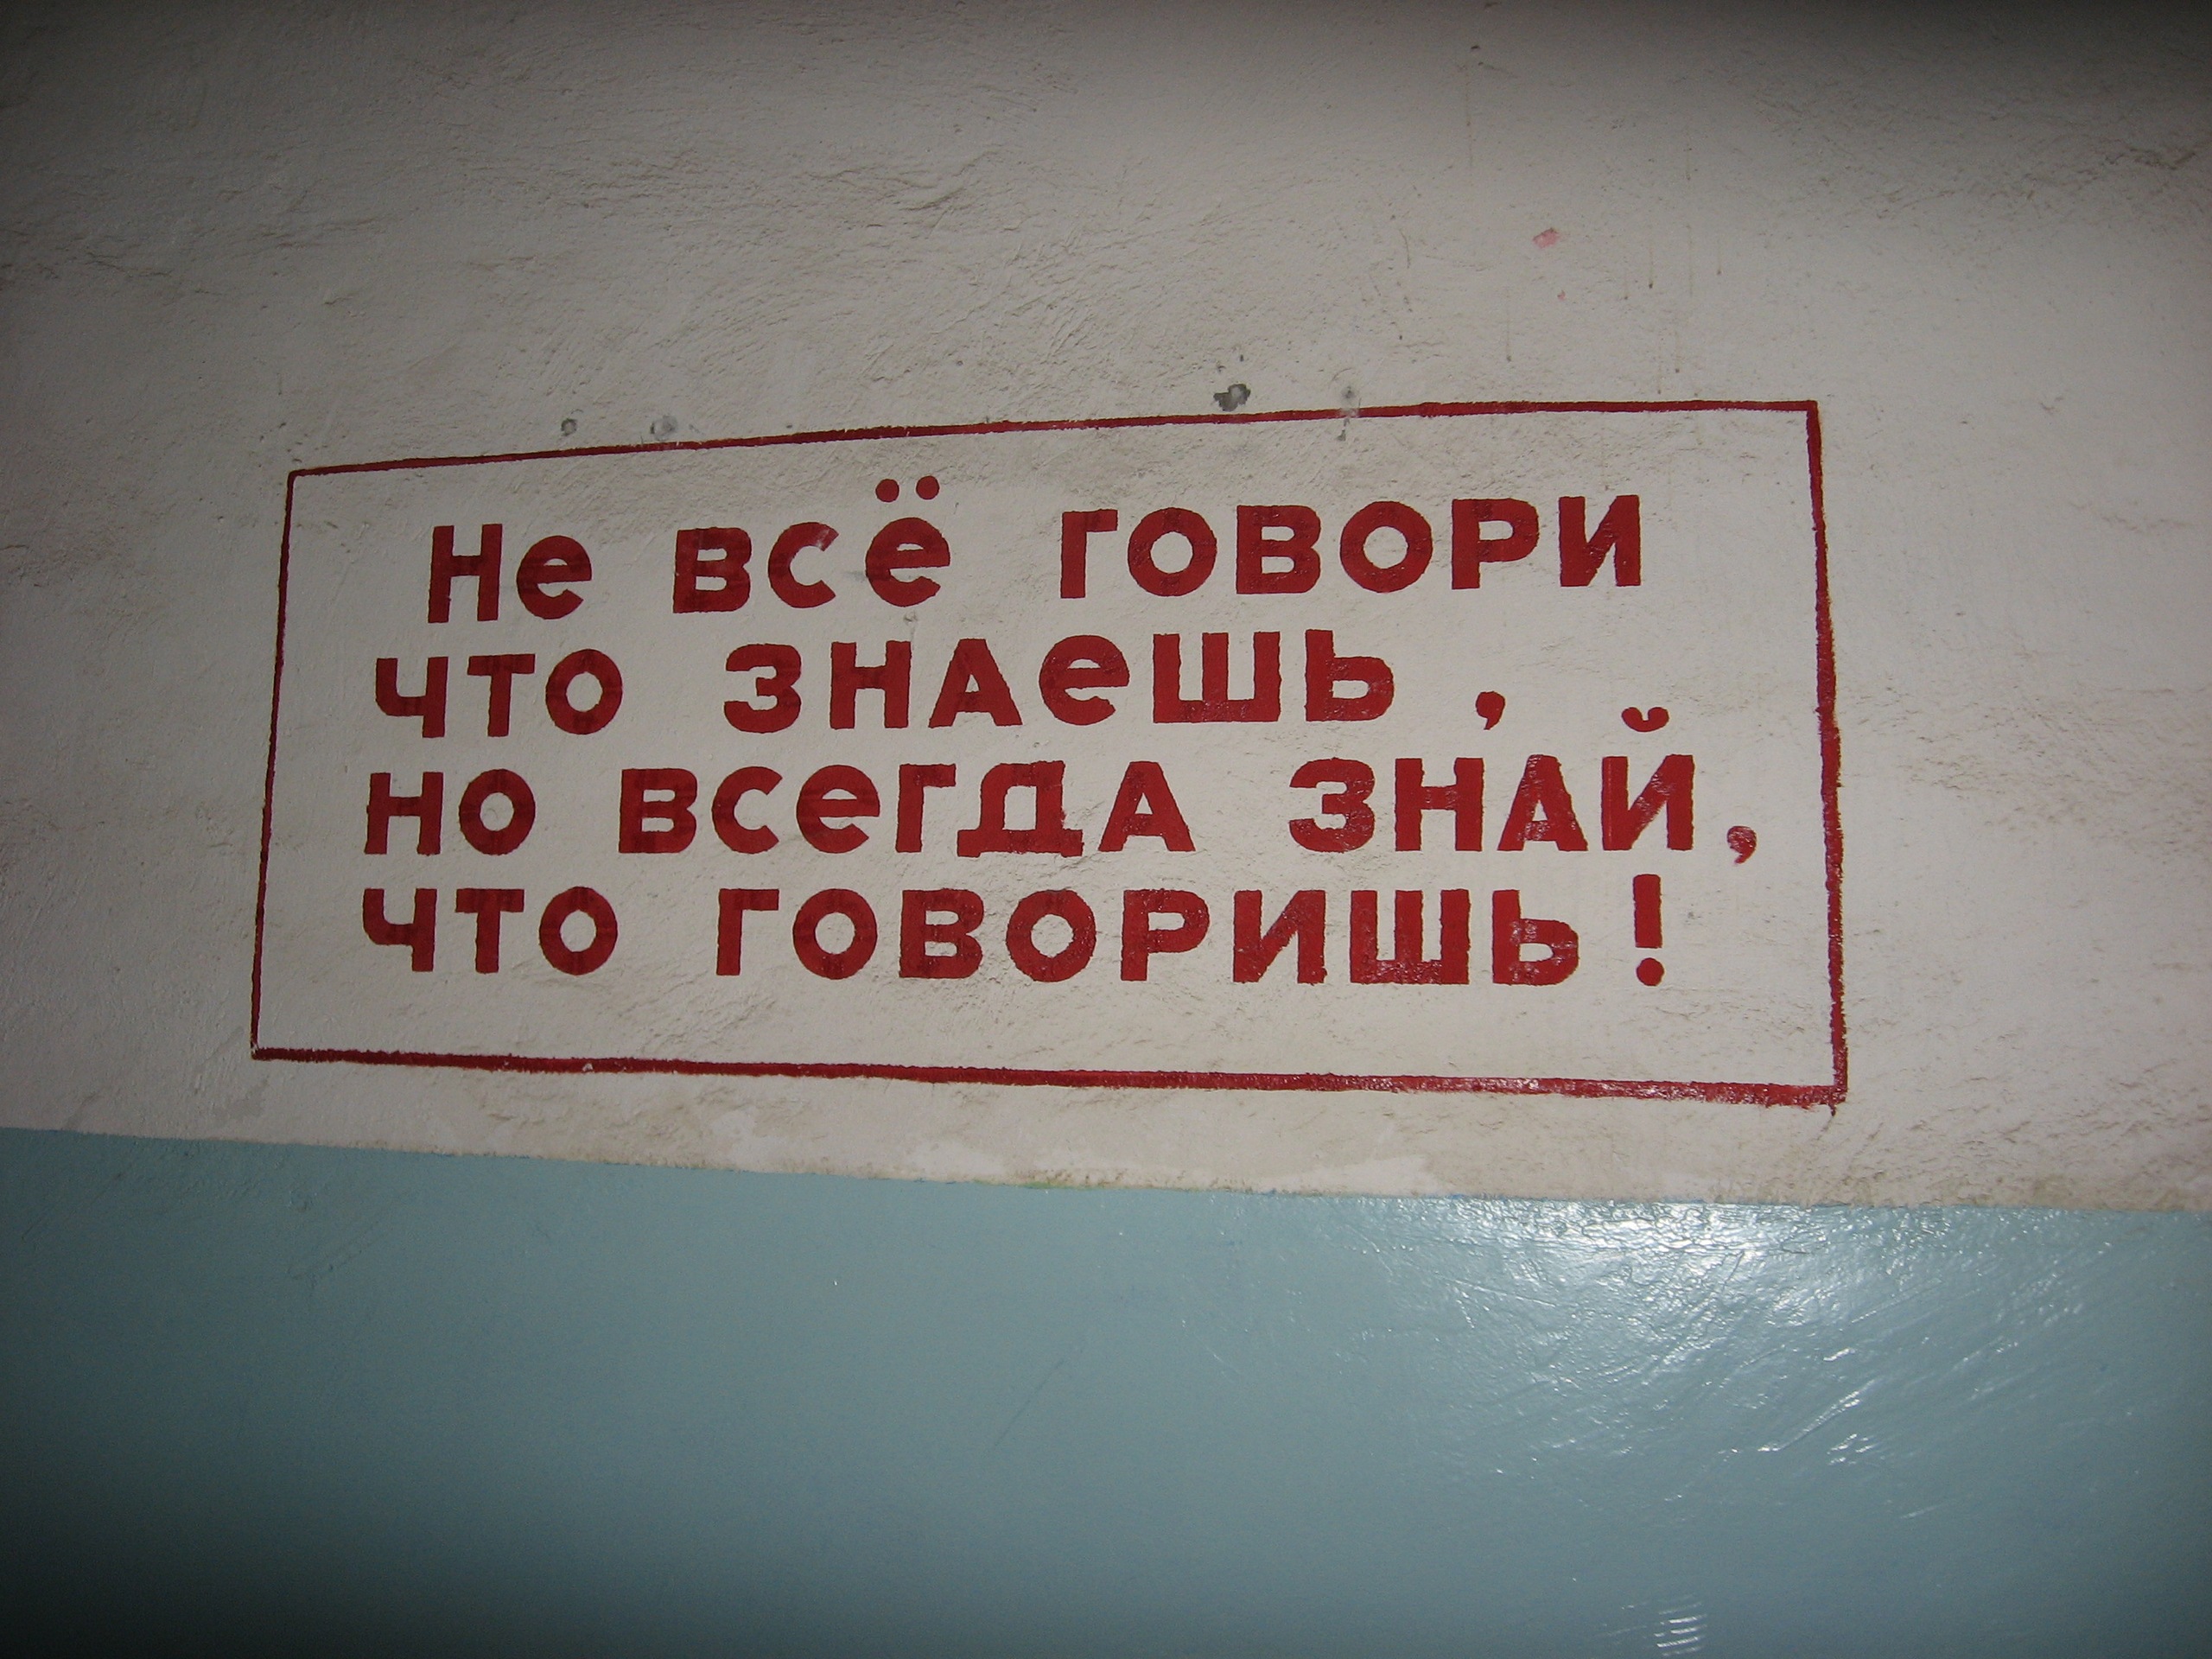 Не всё говори
что знаешь ,
но всегда знай,
что говоришь!